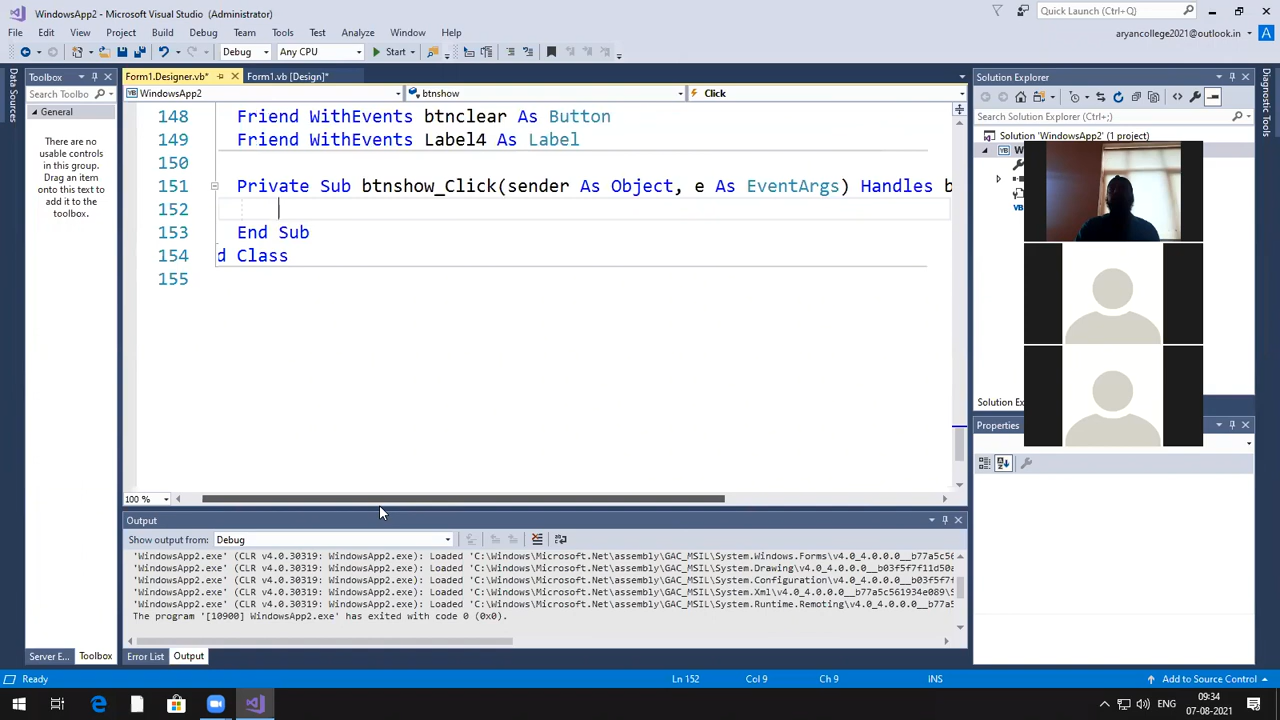 WindowsApp2 - Microsoft Visual Studio (Administrator)
Quick Launch (Ctrl+Q)
File Edit View Project Build Debug Team Tools Test Analyze Window Help
aryancollege2021@outlook.in A
Debug Any CPU Start
Data Sources
Toolbox
Search Toolbo
General
There are no usable controls in this group. Drag an item onto this text to add it to the toolbox.
Form1.Designer.vb* Form1.vb [Design]*
WindowsApp2 btnshow Click
148 Friend WithEvents btnclear As Button
149 Friend WithEvents Label4 As Label
150
151 Private Sub btnshow_Click(sender As Object, e As EventArgs) Handles b
152
153 End Sub
154 d Class
155
100 %
Output
Show output from: Debug
'WindowsApp2.exe' (CLR v4.0.30319: WindowsApp2.exe): Loaded 'C:\Windows\Microsoft.Net\assembly\GAC_MSIL\System.Windows.Forms\v4.0_4.0.0.0__b77a5c56
'WindowsApp2.exe' (CLR v4.0.30319: WindowsApp2.exe): Loaded 'C:\Windows\Microsoft.Net\assembly\GAC_MSIL\System.Drawing\v4.0_4.0.0.0__b03f5f7f11d50a
'WindowsApp2.exe' (CLR v4.0.30319: WindowsApp2.exe): Loaded 'C:\Windows\Microsoft.Net\assembly\GAC_MSIL\System.Configuration\v4.0_4.0.0.0__b03f5f7f
'WindowsApp2.exe' (CLR v4.0.30319: WindowsApp2.exe): Loaded 'C:\Windows\Microsoft.Net\assembly\GAC_MSIL\System.Xml\v4.0_4.0.0.0__b77a5c561934e089\S
'WindowsApp2.exe' (CLR v4.0.30319: WindowsApp2.exe): Loaded 'C:\Windows\Microsoft.Net\assembly\GAC_MSIL\System.Runtime.Remoting\v4.0_4.0.0.0__b77a5
The program '[10900] WindowsApp2.exe' has exited with code 0 (0x0).
Server E... Toolbox Error List Output
Solution Explorer
Search Solution Explorer (Ctrl+;)
Solution 'WindowsApp2' (1 project)
W
Solution Ex
Properties
Diagnostic Tools
Ready Ln 152 Col 9 Ch 9 INS Add to Source Control
ENG 09:34
07-08-2021